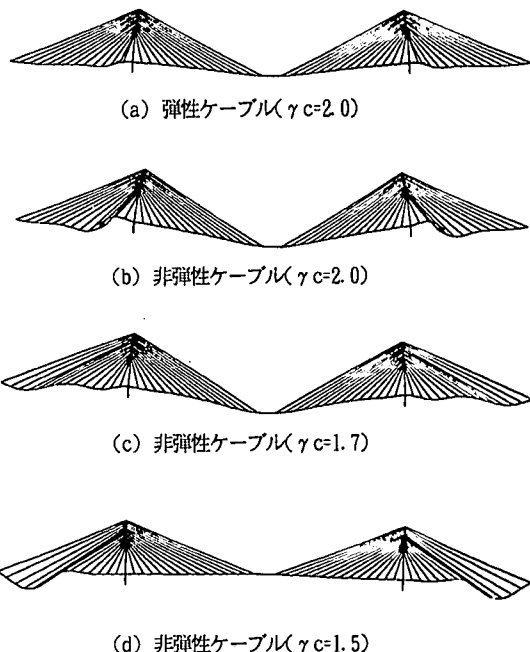 (a) 弾性ケーブル(γc=2.0)
(b) 非弾性ケーブル(γc=2.0)
(c) 非弾性ケーブル(γc=1.7)
(d) 非弾性ケーブル(γc=1.5)